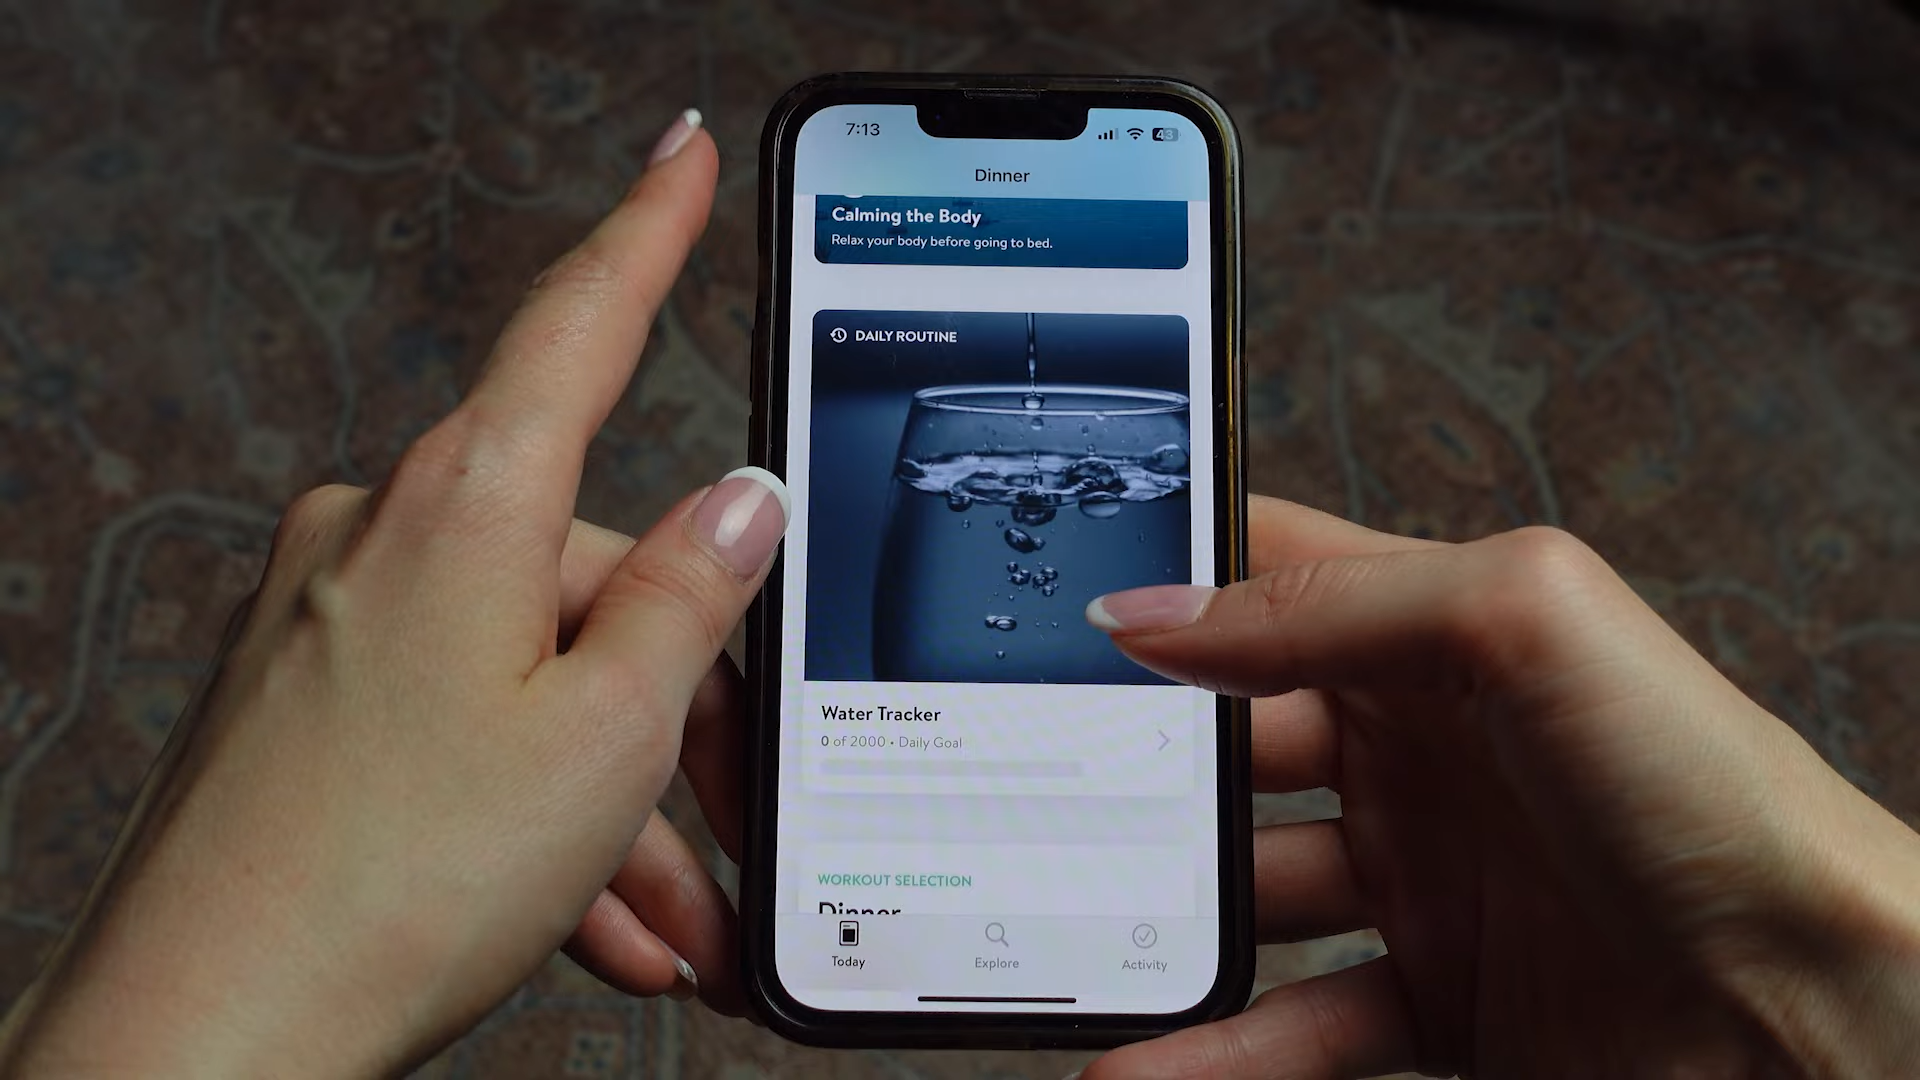 7:13
43
Dinner
Calming the Body
Relax your body before going to bed.
DAILY ROUTINE
Water Tracker
0 of 2000 • Daily Goal
WORKOUT SELECTION
Dinner
Today
Explore
Activity